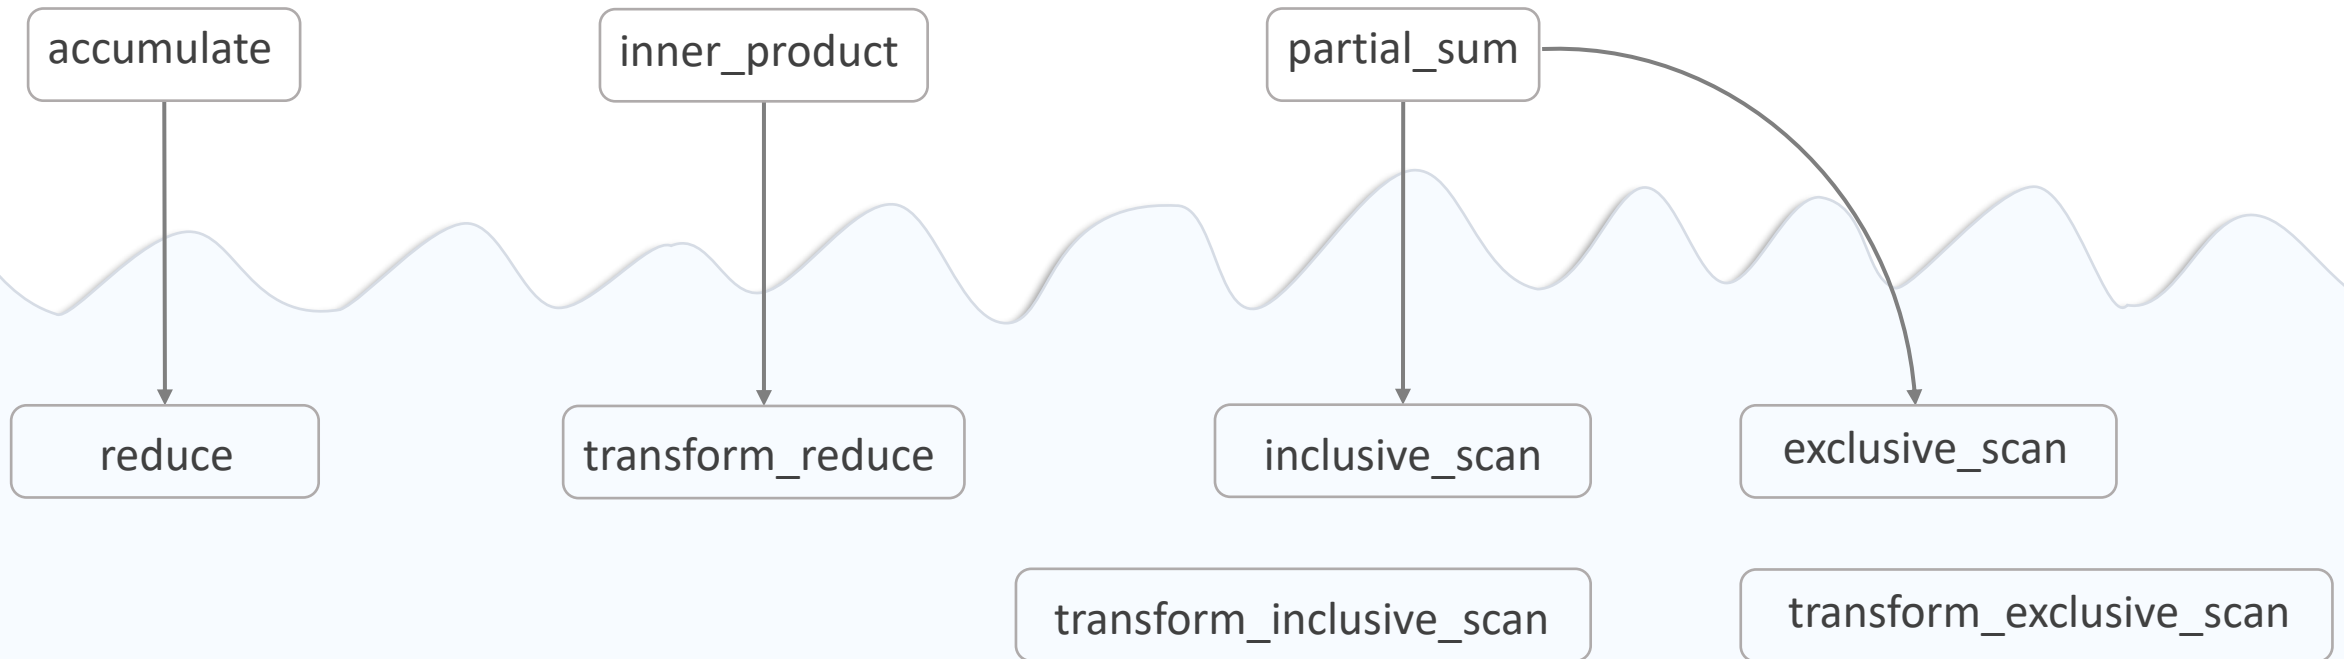 accumulate
inner_product
partial_sum
reduce
transform_reduce
inclusive_scan
exclusive_scan
transform_inclusive_scan
transform_exclusive_scan